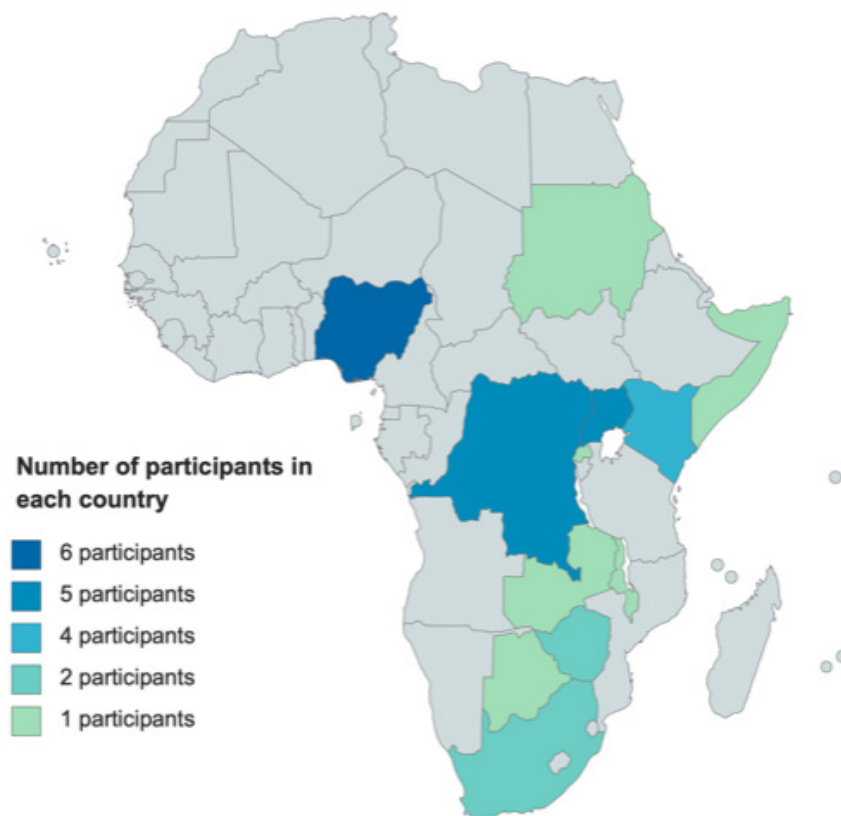 Number of participants in
each country
6 participants
5 participants
4 participants
2 participants
1 participants